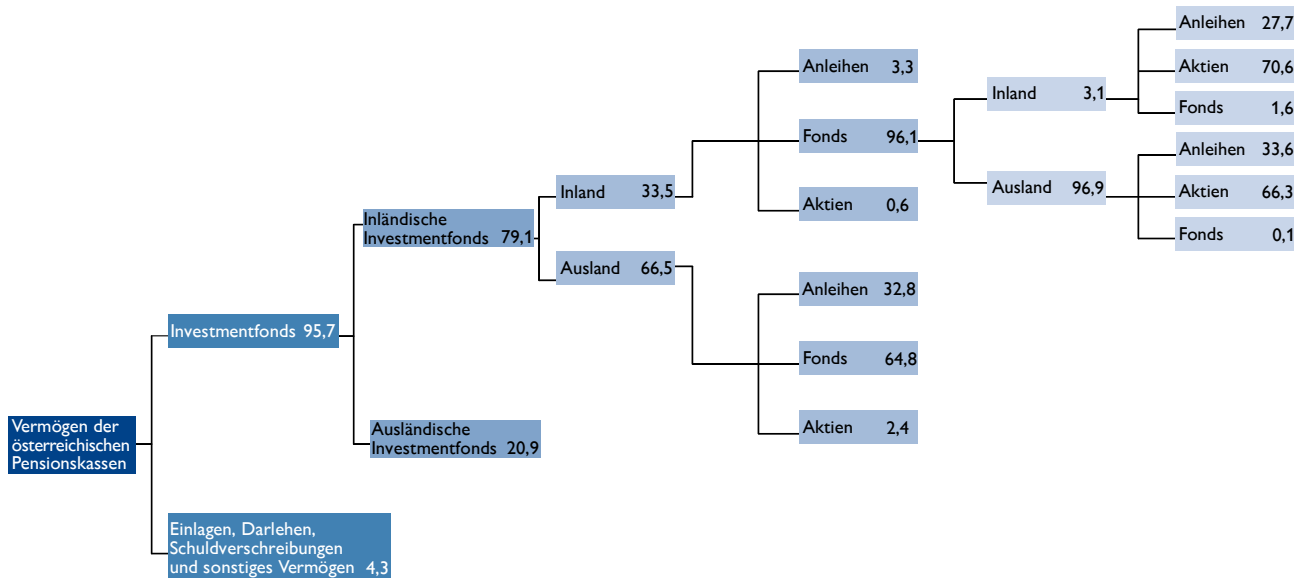 Vermögen der
österreichischen
Pensionskassen
Investmentfonds 95,7
Einlagen, Darlehen,
Schuldverschreibungen
und sonstiges Vermögen 4,3
Inländische
Investmentfonds 79,1
Ausländische
Investmentfonds 20,9
Inland 33,5
Ausland 66,5
Anleihen 3,3
Fonds 96,1
Aktien 0,6
Anleihen 32,8
Fonds 64,8
Aktien 2,4
Inland 3,1
Ausland 96,9
Anleihen 27,7
Aktien 70,6
Fonds 1,6
Anleihen 33,6
Aktien 66,3
Fonds 0,1